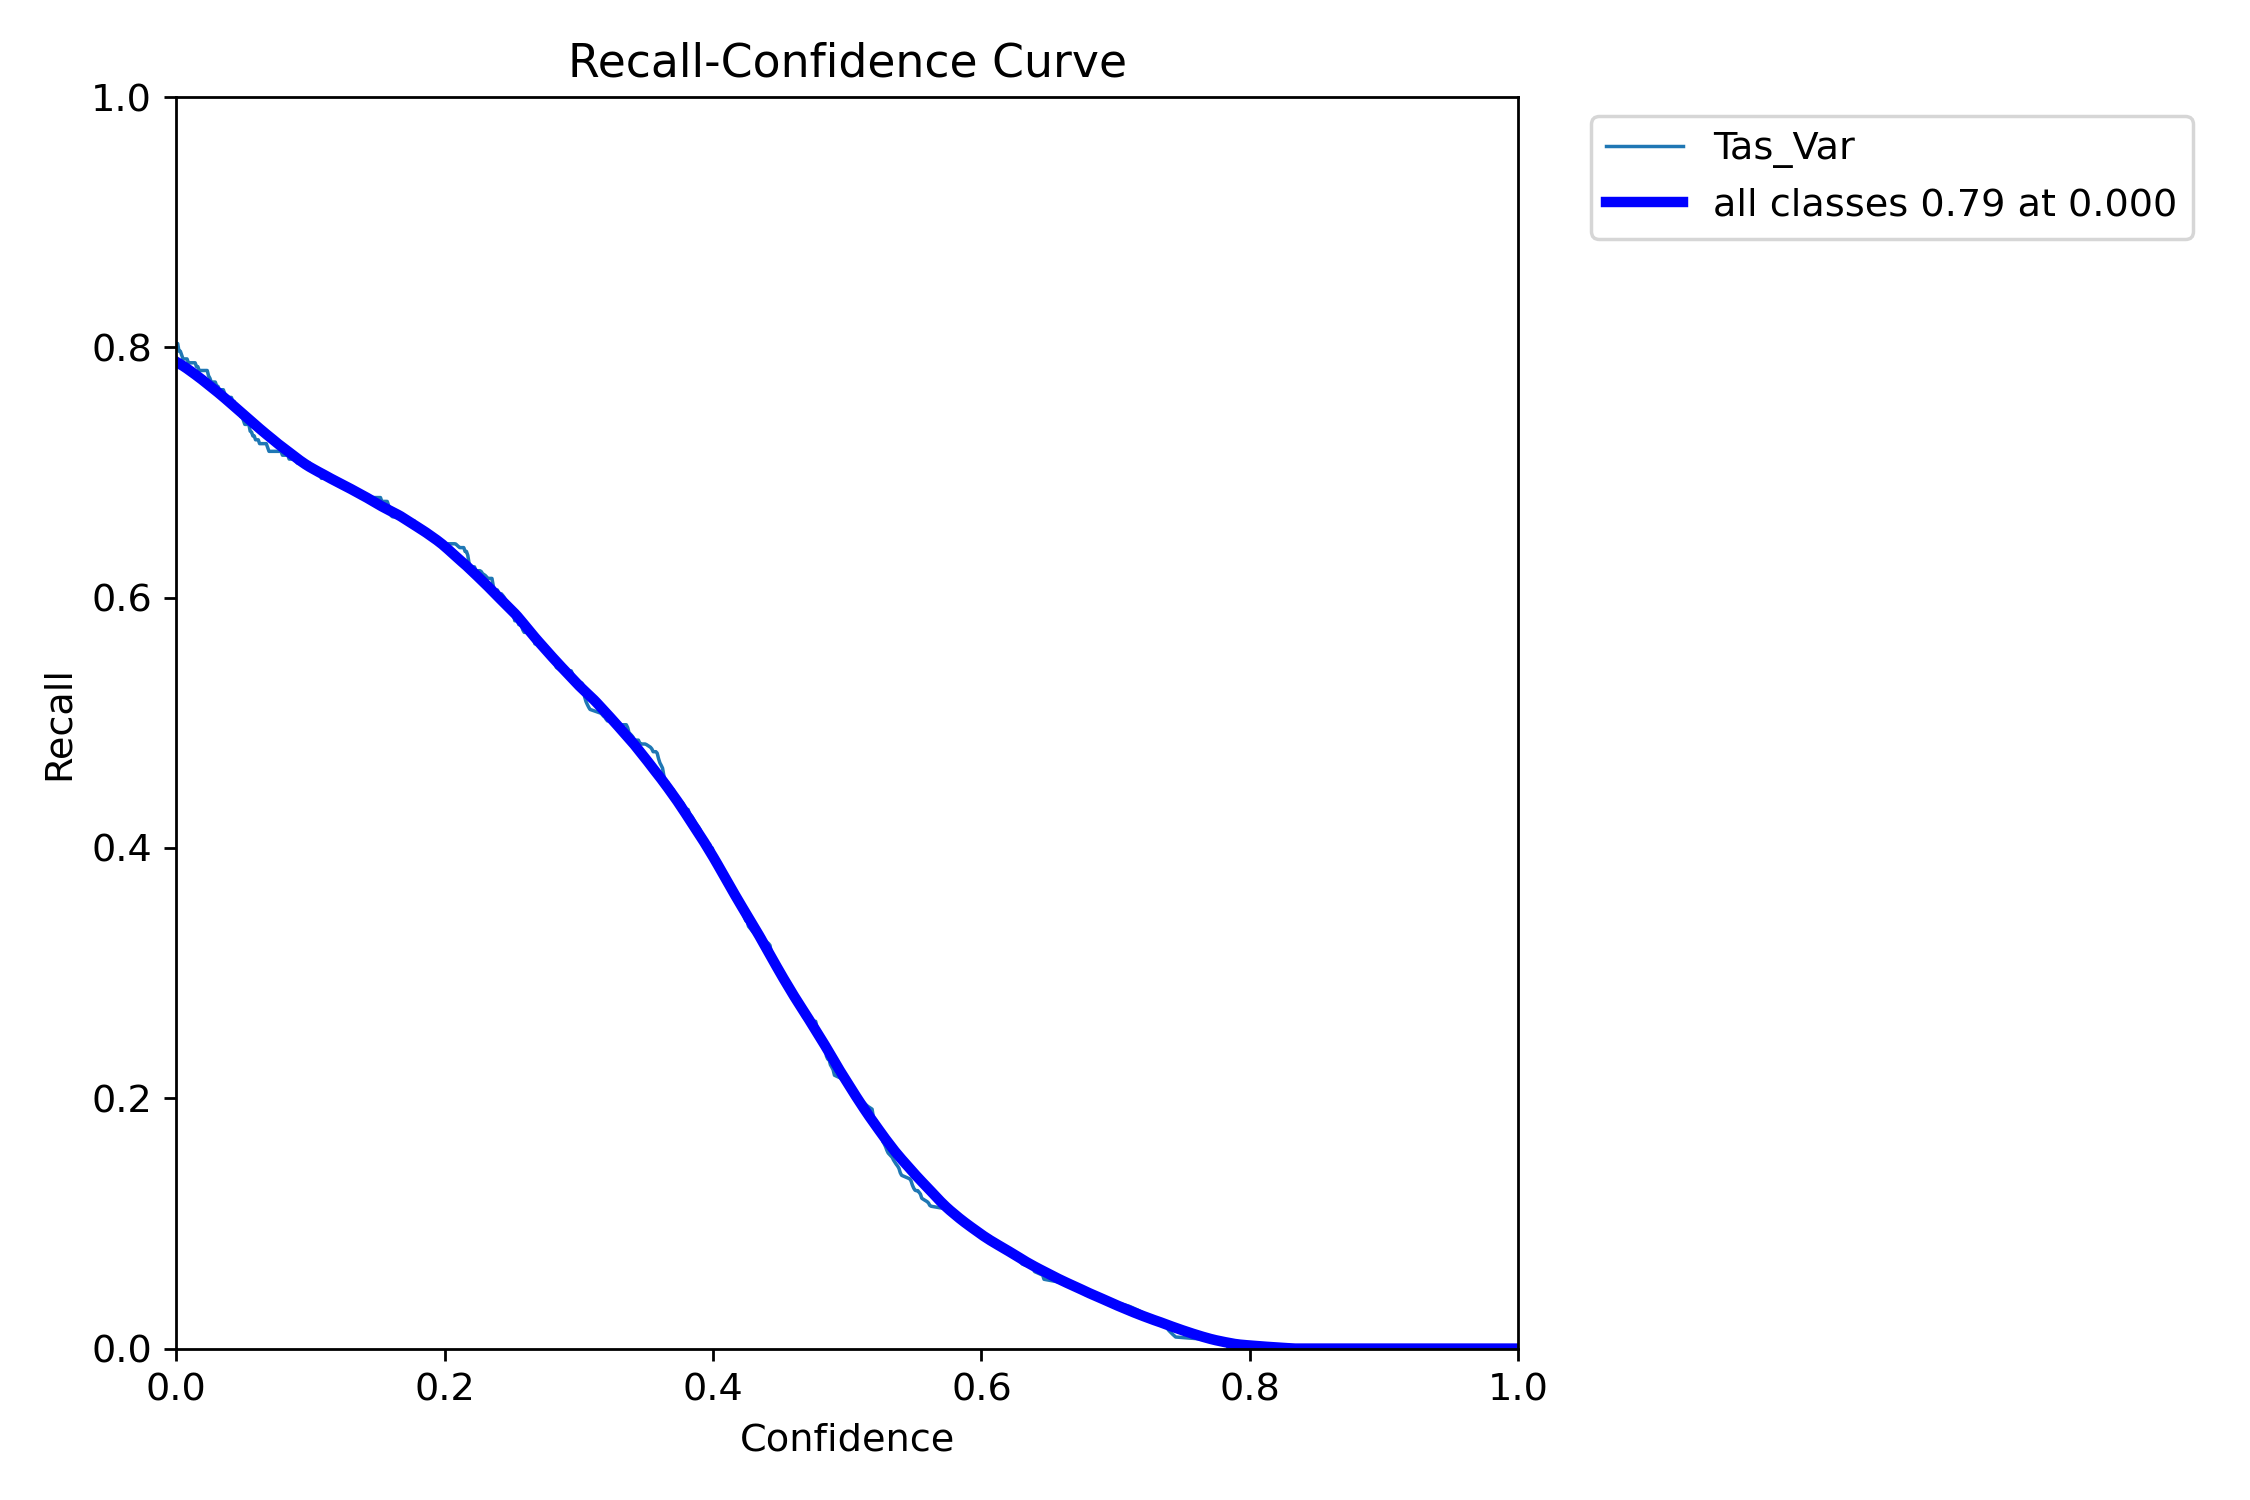 Recall-Confidence Curve
1.0
0.8
0.6
0.4
0.2
0.0
Recall
0.0 0.2 0.4 0.6 0.8 1.0
Confidence
Tas_Var
all classes 0.79 at 0.000